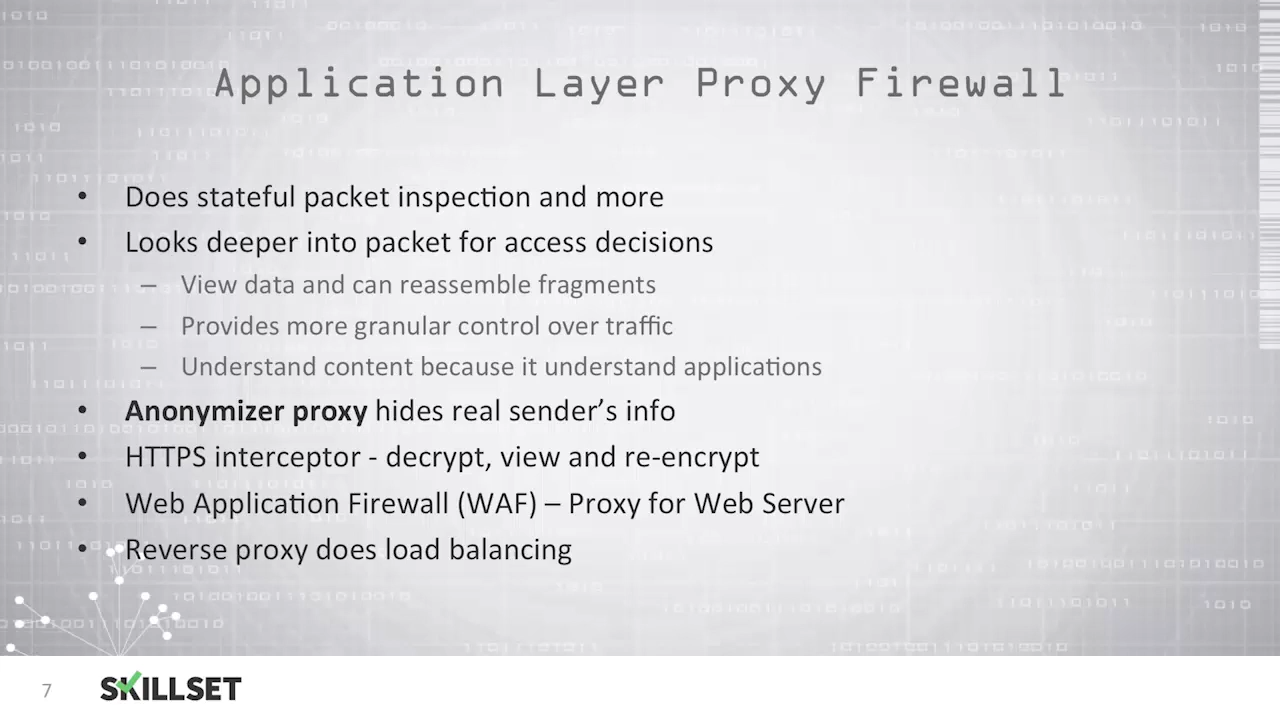 Application Layer Proxy Firewall
• Does stateful packet inspection and more
• Looks deeper into packet for access decisions
– View data and can reassemble fragments
– Provides more granular control over traffic
– Understand content because it understand applications
• Anonymizer proxy hides real sender’s info
• HTTPS interceptor - decrypt, view and re-encrypt
• Web Application Firewall (WAF) – Proxy for Web Server
• Reverse proxy does load balancing
7
SKILLSET